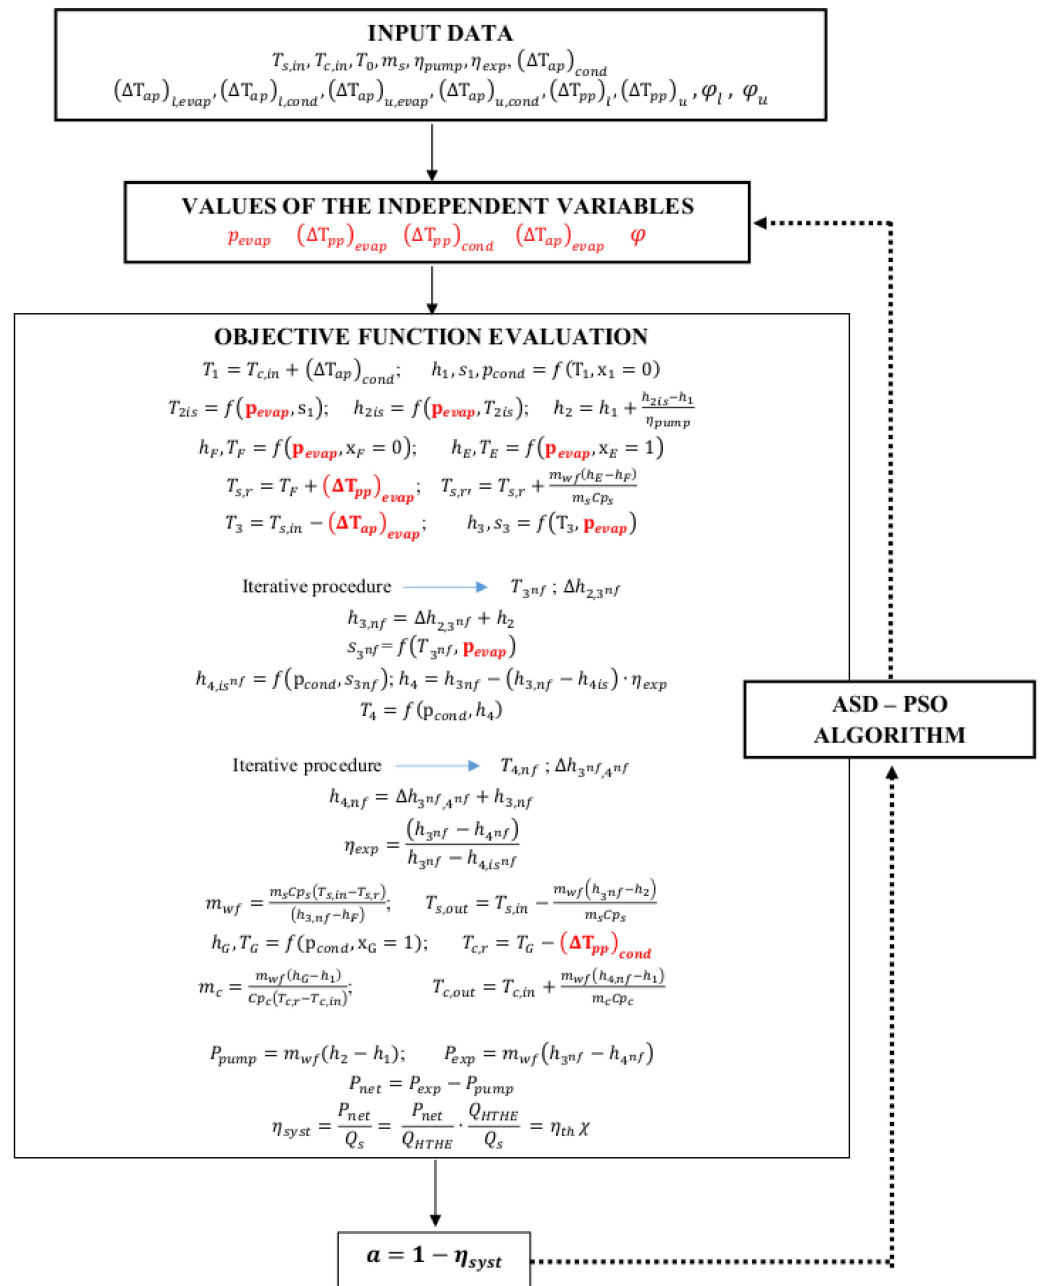 INPUT DATA
T_{s,in}, T_{c,in}, T_0, m_s, η_{pump}, η_{exp}, (ΔT_{ap})_{cond}
(ΔT_{ap})_{l,evap}, (ΔT_{ap})_{l,cond}, (ΔT_{ap})_{u,evap}, (ΔT_{ap})_{u,cond}, (ΔT_{pp})_l, (ΔT_{pp})_u , φ_l , φ_u
VALUES OF THE INDEPENDENT VARIABLES
p_{evap} (ΔT_{pp})_{evap} (ΔT_{pp})_{cond} (ΔT_{ap})_{evap} φ
OBJECTIVE FUNCTION EVALUATION
T_1 = T_{c,in} + (ΔT_{ap})_{cond}; h_1, s_1, p_{cond} = f(T_1, x_1 = 0)
T_{2is} = f(p_{evap}, s_1); h_{2is} = f(p_{evap}, T_{2is}); h_2 = h_1 + \frac{h_{2is}-h_1}{η_{pump}}
h_F, T_F = f(p_{evap}, x_F = 0); h_E, T_E = f(p_{evap}, x_E = 1)
T_{s,r} = T_F + (ΔT_{pp})_{evap}; T_{s,r'} = T_{s,r} + \frac{m_{wf}(h_E-h_F)}{m_s Cp_s}
T_3 = T_{s,in} − (ΔT_{ap})_{evap}; h_3, s_3 = f(T_3, p_{evap})
Iterative procedure → T_{3^{nf}} ; Δh_{2,3^{nf}}
h_{3,nf} = Δh_{2,3^{nf}} + h_2
s_{3^{nf}} = f(T_{3^{nf}}, p_{evap})
h_{4,is^{nf}} = f(p_{cond}, s_{3nf}); h_4 = h_{3nf} − (h_{3,nf} − h_{4is}) · η_{exp}
T_4 = f(p_{cond}, h_4)
Iterative procedure → T_{4,nf} ; Δh_{3^{nf},4^{nf}}
h_{4,nf} = Δh_{3^{nf},4^{nf}} + h_{3,nf}
η_{exp} = \frac{(h_{3^{nf}} − h_{4^{nf}})}{h_{3^{nf}} − h_{4,is^{nf}}}
m_{wf} = \frac{m_s Cp_s(T_{s,in}−T_{s,r})}{(h_{3,nf}−h_F)}; T_{s,out} = T_{s,in} − \frac{m_{wf}(h_{3^{nf}}−h_2)}{m_s Cp_s}
h_G, T_G = f(p_{cond}, x_G = 1); T_{c,r} = T_G − (ΔT_{pp})_{cond}
m_c = \frac{m_{wf}(h_G−h_1)}{Cp_c(T_{c,r}−T_{c,in})}; T_{c,out} = T_{c,in} + \frac{m_{wf}(h_{4,nf}−h_1)}{m_c Cp_c}
P_{pump} = m_{wf}(h_2 − h_1); P_{exp} = m_{wf}(h_{3^{nf}} − h_{4^{nf}})
P_{net} = P_{exp} − P_{pump}
η_{syst} = \frac{P_{net}}{Q_s} = \frac{P_{net}}{Q_{HTHE}} · \frac{Q_{HTHE}}{Q_s} = η_{th} χ
ASD – PSO
ALGORITHM
a = 1 − η_{syst}